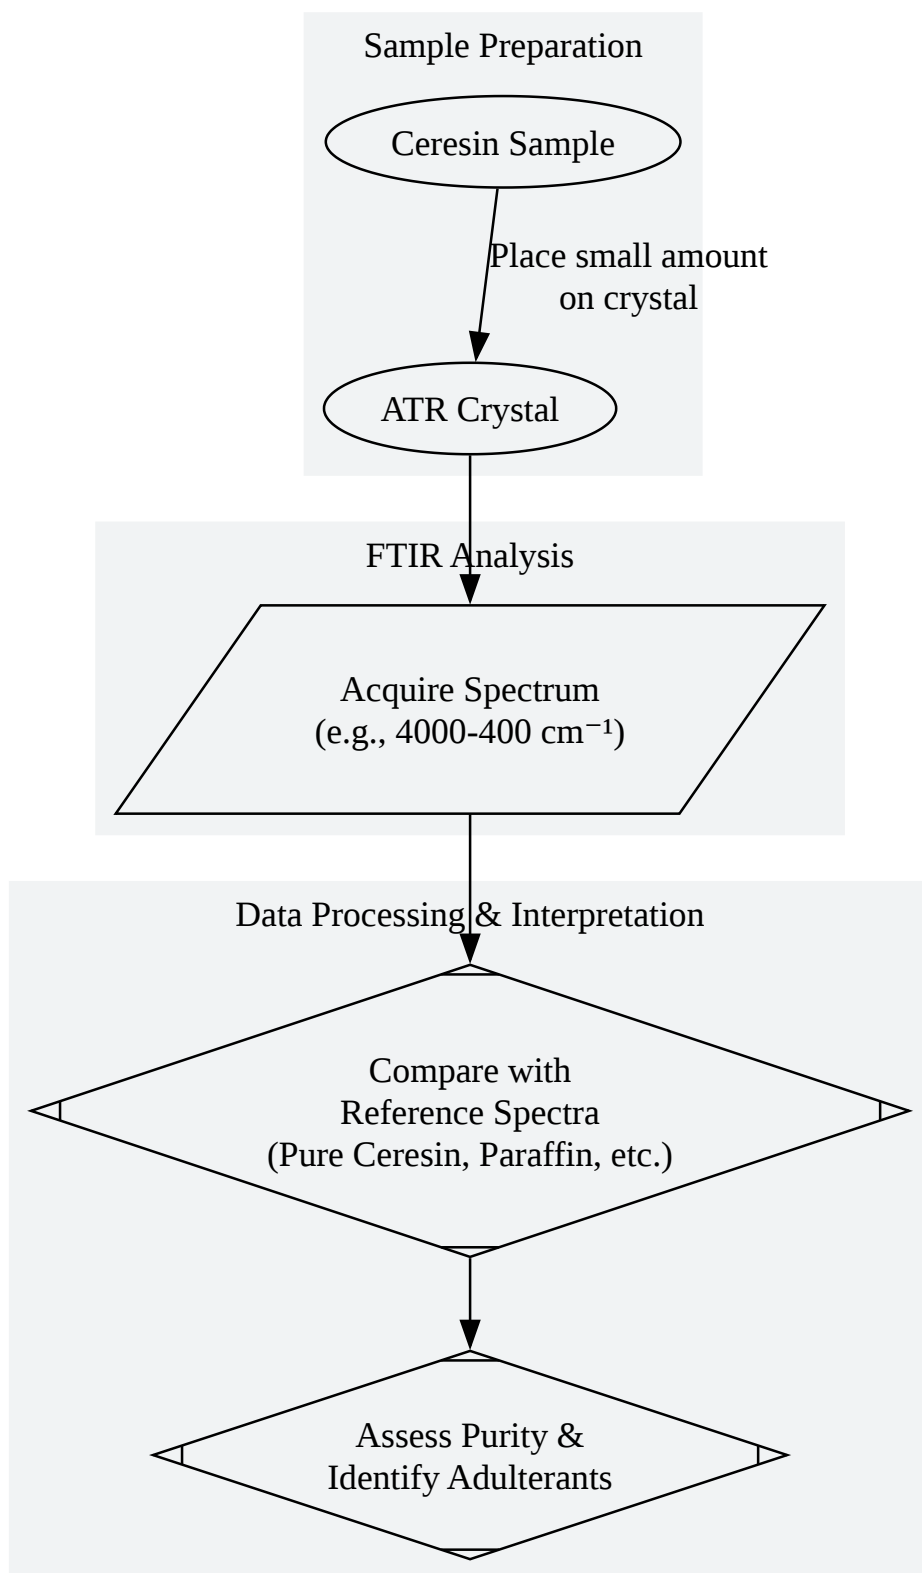 Sample Preparation
Ceresin Sample
Place small amount
on crystal
ATR Crystal
FTIR Analysis
Acquire Spectrum
(e.g., 4000-400 cm⁻¹)
Data Processing & Interpretation
Compare with
Reference Spectra
(Pure Ceresin, Paraffin, etc.)
Assess Purity &
Identify Adulterants